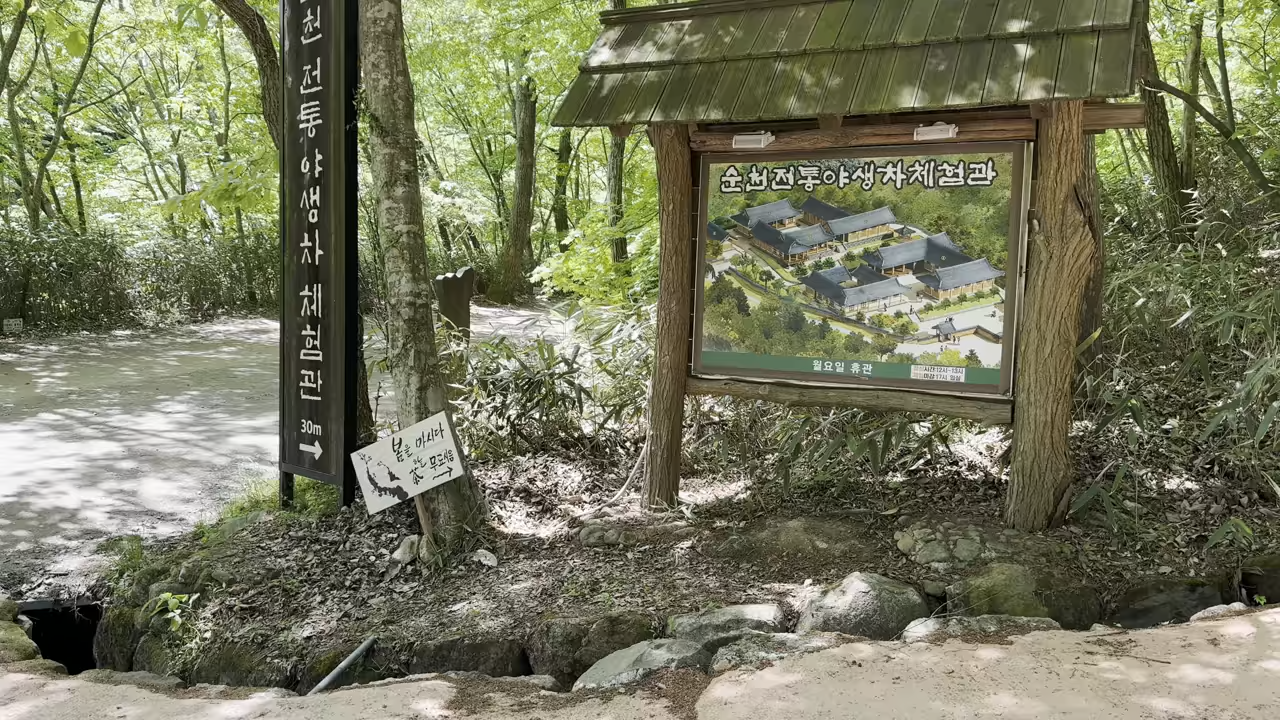 천 전통 야생차 체험관
30m
순천전통야생차체험관
월요일 휴관
봄을 마시다